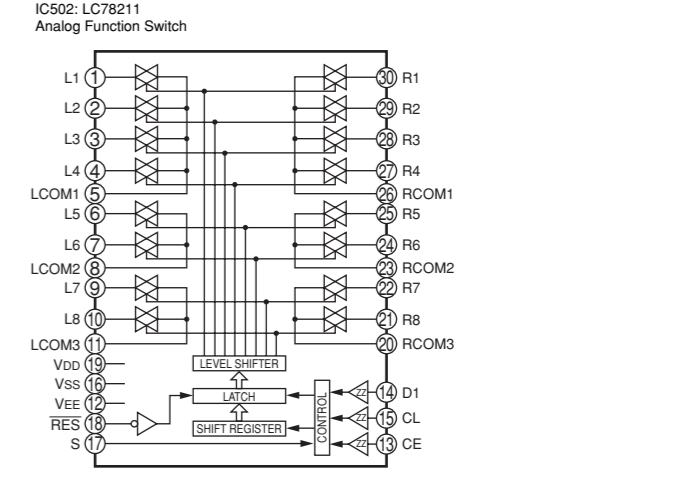 IC502: LC78211
Analog Function Switch
L1 1 30 R1
L2 2 29 R2
L3 3 28 R3
L4 4 27 R4
LCOM1 5 26 RCOM1
L5 6 25 R5
L6 7 24 R6
LCOM2 8 23 RCOM2
L7 9 22 R7
L8 10 21 R8
LCOM3 11 20 RCOM3
VDD 19 LEVEL SHIFTER
VSS 16
VEE 12 LATCH CONTROL ZZ 14 D1
RES 18 SHIFT REGISTER ZZ 15 CL
S 17 ZZ 13 CE